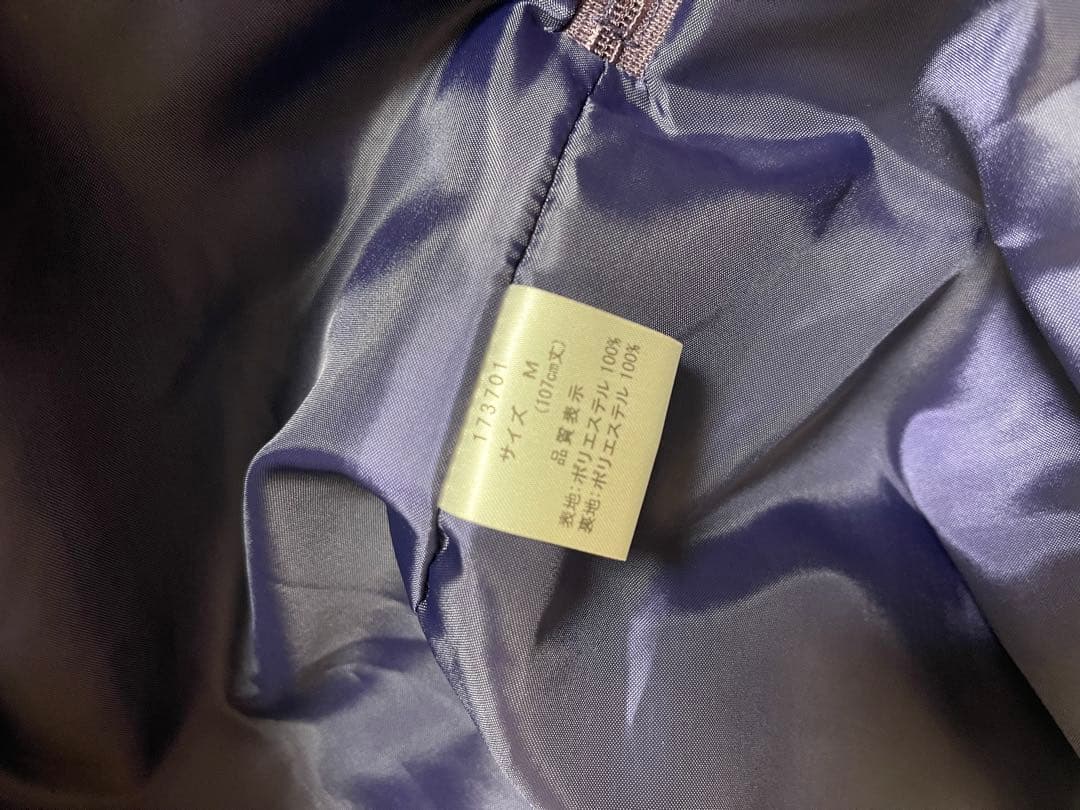 173701
サイズ M
(107cm丈)
品質表示
表地:ポリエステル 100%
裏地:ポリエステル 100%